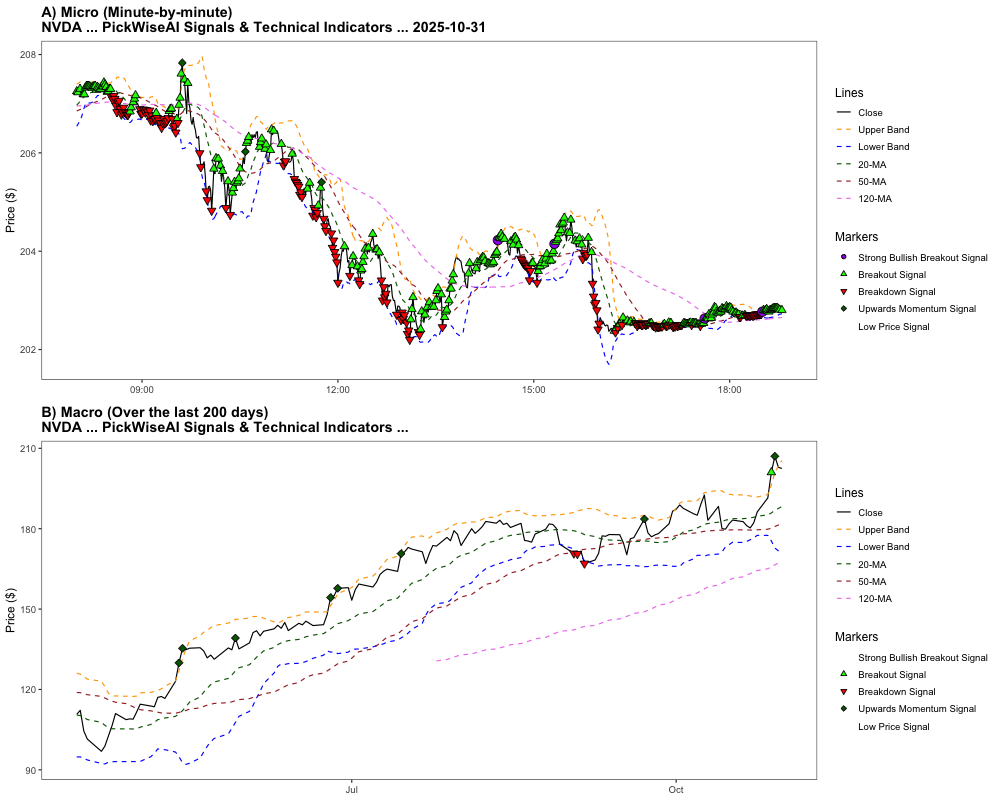 A) Micro (Minute-by-minute)
NVDA ... PickWiseAI Signals & Technical Indicators ... 2025-10-31
208
206
204
202
Price ($)
09:00
12:00
15:00
18:00
Lines
Close
Upper Band
Lower Band
20-MA
50-MA
120-MA
Markers
Strong Bullish Breakout Signal
Breakout Signal
Breakdown Signal
Upwards Momentum Signal
Low Price Signal
B) Macro (Over the last 200 days)
NVDA ... PickWiseAI Signals & Technical Indicators ...
210
180
150
120
90
Price ($)
Jul
Oct
Lines
Close
Upper Band
Lower Band
20-MA
50-MA
120-MA
Markers
Strong Bullish Breakout Signal
Breakout Signal
Breakdown Signal
Upwards Momentum Signal
Low Price Signal